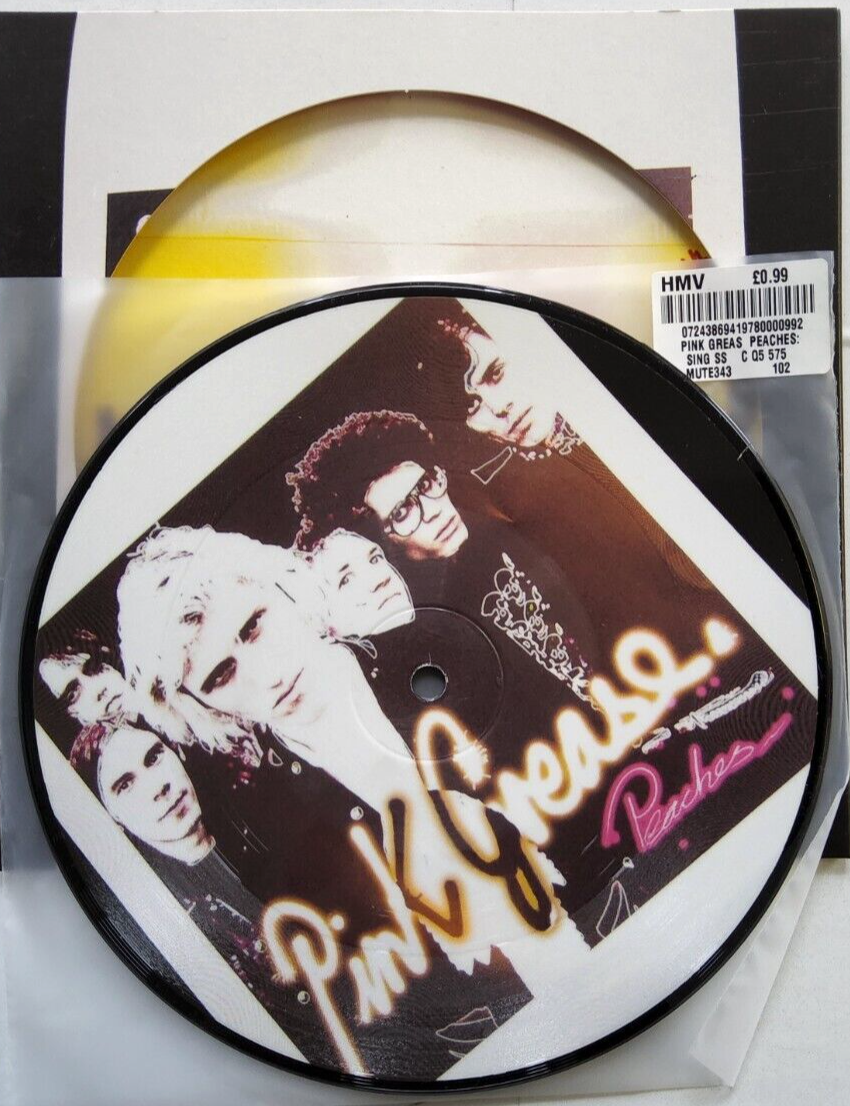 HMV £0.99
07243869419780000992
PINK GREAS PEACHES:
SING SS C Q5 575
MUTE343 102
Pink Grease.
Peaches